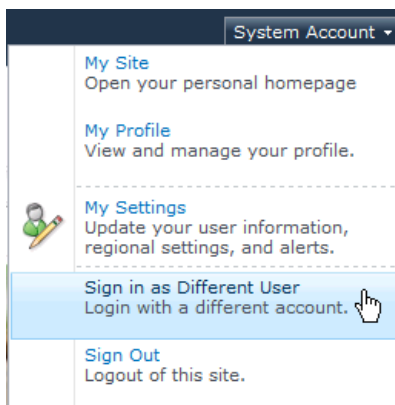 System Account
My Site
Open your personal homepage
My Profile
View and manage your profile.
My Settings
Update your user information,
regional settings, and alerts.
Sign in as Different User
Login with a different account.
Sign Out
Logout of this site.